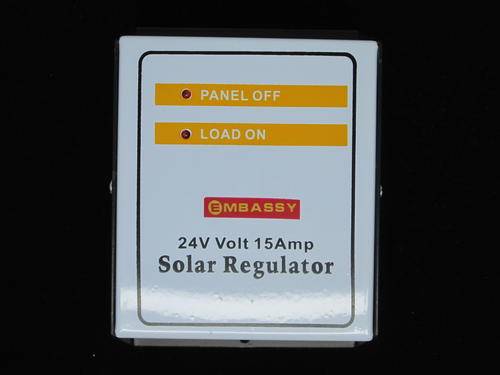 PANEL OFF
LOAD ON
EMBASSY
24V Volt 15Amp
Solar Regulator